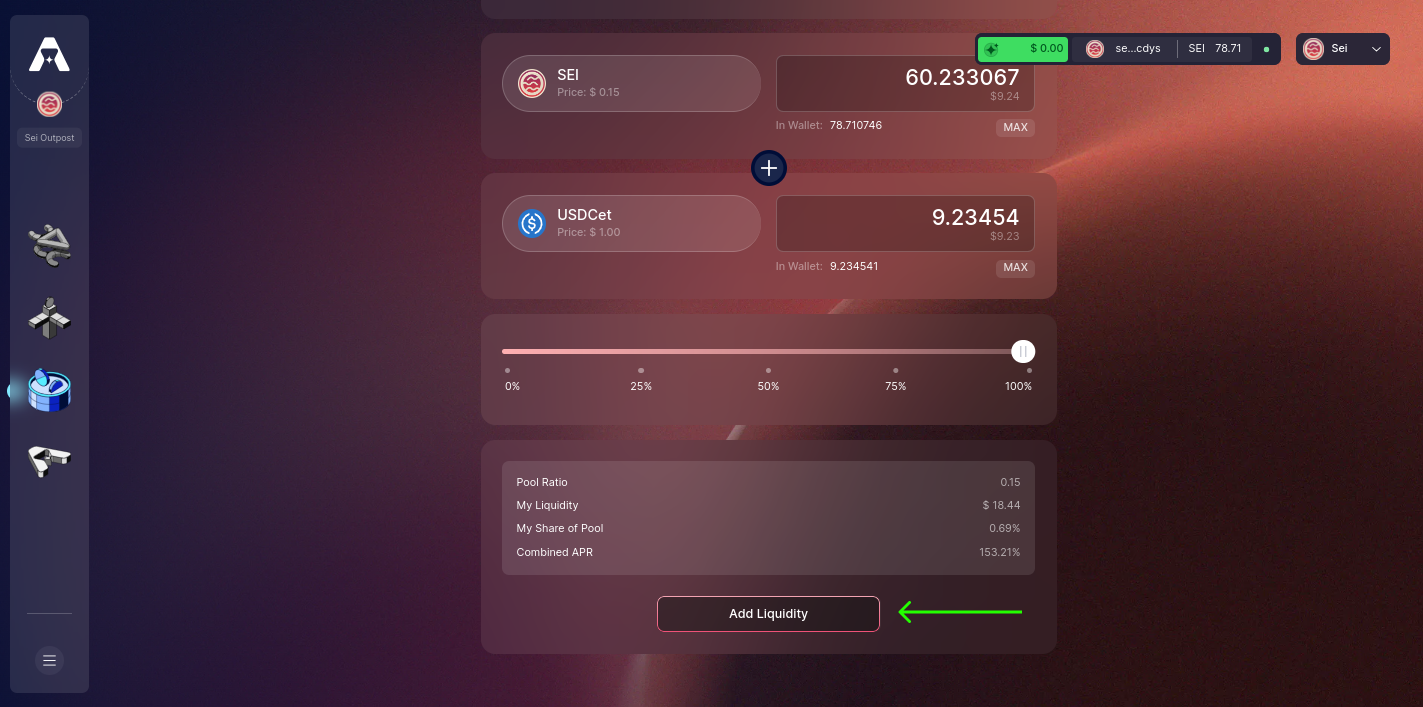 $ 0.00
se...cdys
SEI 78.71
Sei
Sei Outpost
SEI
Price: $ 0.15
60.233067
$9.24
In Wallet: 78.710746
MAX
USDCet
Price: $ 1.00
9.23454
$9.23
In Wallet: 9.234541
MAX
0% 25% 50% 75% 100%
Pool Ratio 0.15
My Liquidity $ 18.44
My Share of Pool 0.69%
Combined APR 153.21%
Add Liquidity